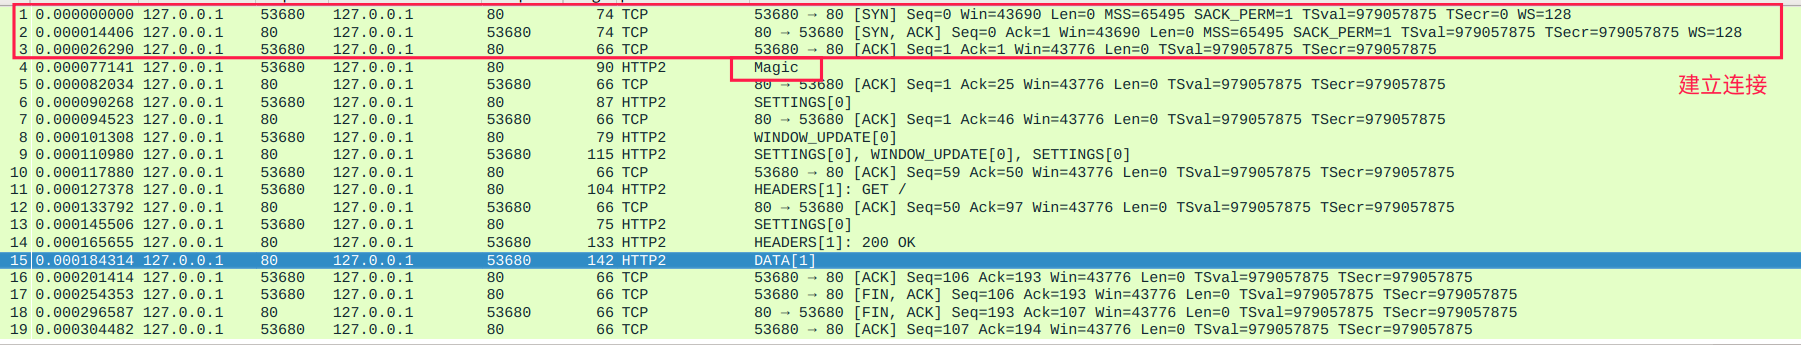 1 0.000000000 127.0.0.1 53680 127.0.0.1 80 74 TCP 53680 → 80 [SYN] Seq=0 Win=43690 Len=0 MSS=65495 SACK_PERM=1 TSval=979057875 TSecr=0 WS=128
2 0.000014406 127.0.0.1 80 127.0.0.1 53680 74 TCP 80 → 53680 [SYN, ACK] Seq=0 Ack=1 Win=43690 Len=0 MSS=65495 SACK_PERM=1 TSval=979057875 TSecr=979057875 WS=128
3 0.000026290 127.0.0.1 53680 127.0.0.1 80 66 TCP 53680 → 80 [ACK] Seq=1 Ack=1 Win=43776 Len=0 TSval=979057875 TSecr=979057875
4 0.000077141 127.0.0.1 53680 127.0.0.1 80 90 HTTP2 Magic
5 0.000082034 127.0.0.1 80 127.0.0.1 53680 66 TCP 80 → 53680 [ACK] Seq=1 Ack=25 Win=43776 Len=0 TSval=979057875 TSecr=979057875
建立连接
6 0.000090268 127.0.0.1 53680 127.0.0.1 80 87 HTTP2 SETTINGS[0]
7 0.000094523 127.0.0.1 80 127.0.0.1 53680 66 TCP 80 → 53680 [ACK] Seq=1 Ack=46 Win=43776 Len=0 TSval=979057875 TSecr=979057875
8 0.000101308 127.0.0.1 53680 127.0.0.1 80 79 HTTP2 WINDOW_UPDATE[0]
9 0.000110980 127.0.0.1 80 127.0.0.1 53680 115 HTTP2 SETTINGS[0], WINDOW_UPDATE[0], SETTINGS[0]
10 0.000117880 127.0.0.1 53680 127.0.0.1 80 66 TCP 53680 → 80 [ACK] Seq=59 Ack=50 Win=43776 Len=0 TSval=979057875 TSecr=979057875
11 0.000127378 127.0.0.1 53680 127.0.0.1 80 104 HTTP2 HEADERS[1]: GET /
12 0.000133792 127.0.0.1 80 127.0.0.1 53680 66 TCP 80 → 53680 [ACK] Seq=50 Ack=97 Win=43776 Len=0 TSval=979057875 TSecr=979057875
13 0.000145506 127.0.0.1 53680 127.0.0.1 80 75 HTTP2 SETTINGS[0]
14 0.000165655 127.0.0.1 80 127.0.0.1 53680 133 HTTP2 HEADERS[1]: 200 OK
15 0.000184314 127.0.0.1 80 127.0.0.1 53680 142 HTTP2 DATA[1]
16 0.000201414 127.0.0.1 53680 127.0.0.1 80 66 TCP 53680 → 80 [ACK] Seq=106 Ack=193 Win=43776 Len=0 TSval=979057875 TSecr=979057875
17 0.000254353 127.0.0.1 53680 127.0.0.1 80 66 TCP 53680 → 80 [FIN, ACK] Seq=106 Ack=193 Win=43776 Len=0 TSval=979057875 TSecr=979057875
18 0.000296587 127.0.0.1 80 127.0.0.1 53680 66 TCP 80 → 53680 [FIN, ACK] Seq=193 Ack=107 Win=43776 Len=0 TSval=979057875 TSecr=979057875
19 0.000304482 127.0.0.1 53680 127.0.0.1 80 66 TCP 53680 → 80 [ACK] Seq=107 Ack=194 Win=43776 Len=0 TSval=979057875 TSecr=979057875